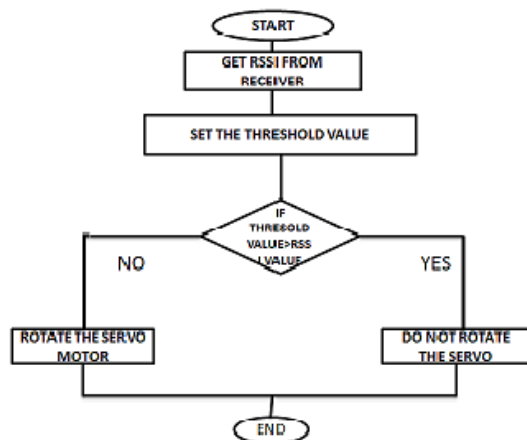 START
GET RSSI FROM
RECEIVER
SET THE THRESHOLD VALUE
IF
THRESOLD
VALUE>RSS
I VALUE
NO
YES
ROTATE THE SERVO
MOTOR
DO NOT ROTATE
THE SERVO
END